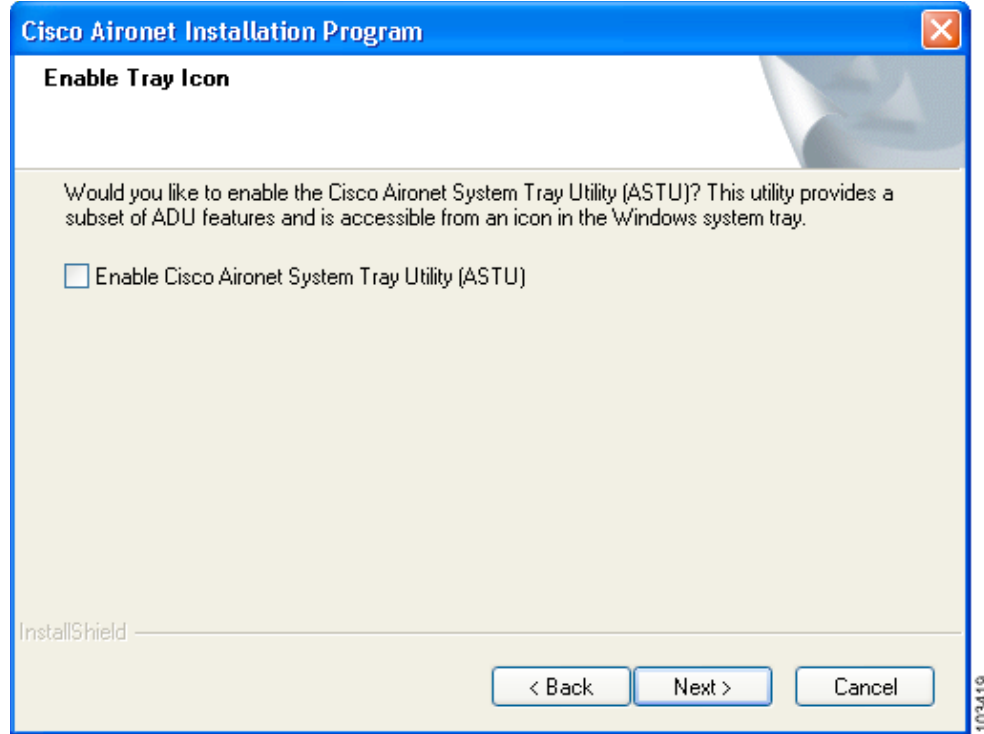 Cisco Aironet Installation Program
Enable Tray Icon
Would you like to enable the Cisco Aironet System Tray Utility (ASTU)? This utility provides a
subset of ADU features and is accessible from an icon in the Windows system tray.
Enable Cisco Aironet System Tray Utility (ASTU)
InstallShield
< Back
Next >
Cancel
103419